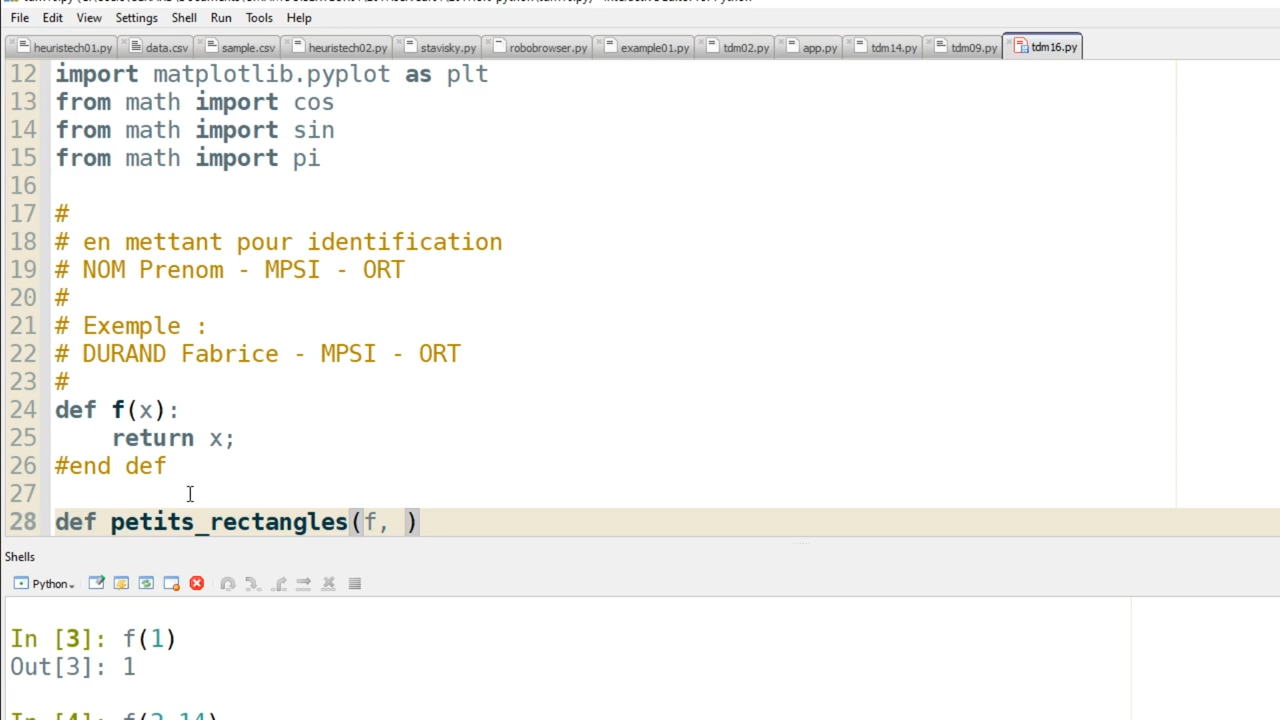 File Edit View Settings Shell Run Tools Help
heuristech01.py data.csv sample.csv heuristech02.py stavisky.py robobrowser.py example01.py tdm02.py app.py tdm14.py tdm09.py tdm16.py
12 import matplotlib.pyplot as plt
13 from math import cos
14 from math import sin
15 from math import pi
16
17 #
18 # en mettant pour identification
19 # NOM Prenom - MPSI - ORT
20 #
21 # Exemple :
22 # DURAND Fabrice - MPSI - ORT
23 #
24 def f(x):
25 return x;
26 #end def
27
28 def petits_rectangles(f, )
Shells
Python
In [3]: f(1)
Out[3]: 1
In [4]: f(3.14)